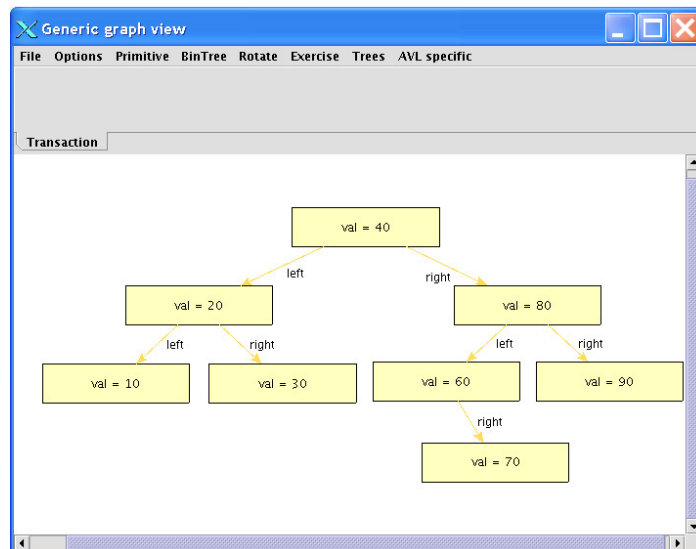 Generic graph view
File Options Primitive BinTree Rotate Exercise Trees AVL specific
Transaction
val = 40
left
right
val = 20
val = 80
left
right
left
right
val = 10
val = 30
val = 60
val = 90
right
val = 70